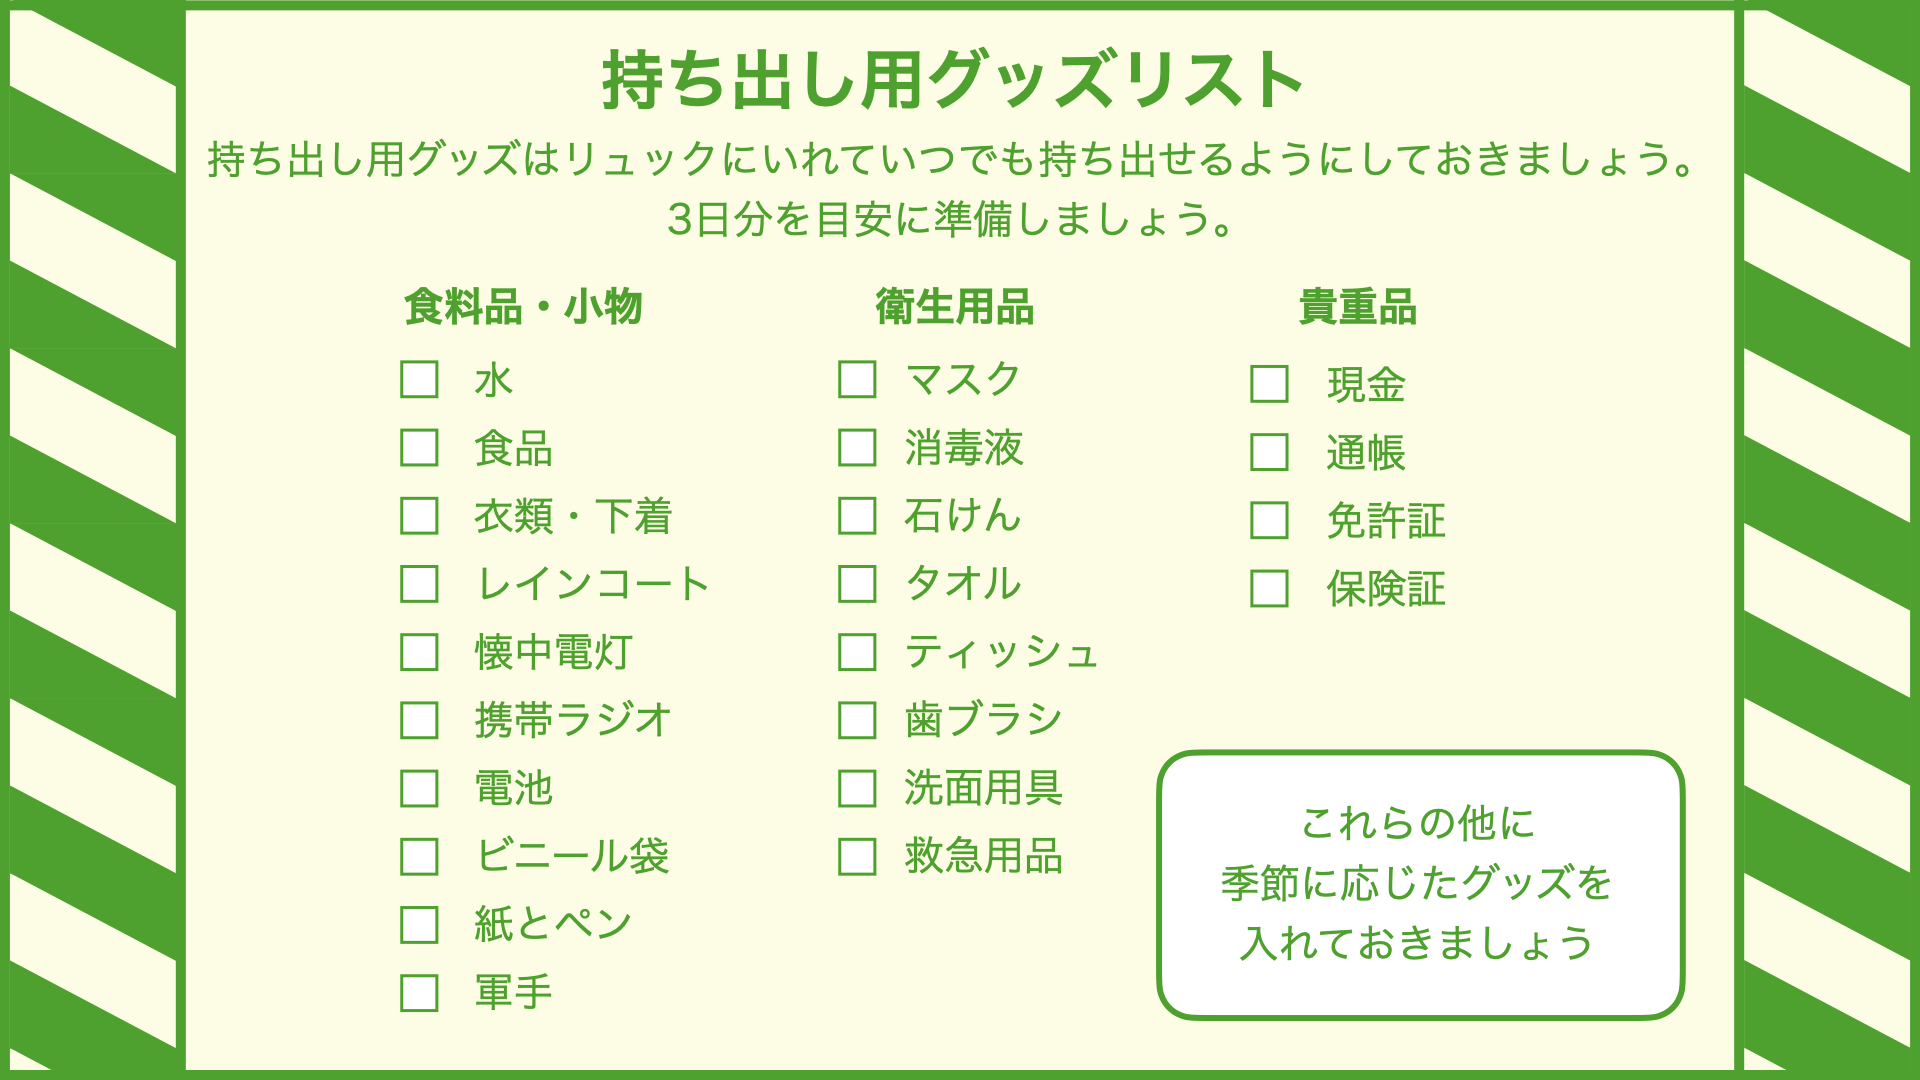 持ち出し用グッズリスト
持ち出し用グッズはリュックにいれていつでも持ち出せるようにしておきましょう。
3日分を目安に準備しましょう。
食料品・小物
水
食品
衣類・下着
レインコート
懐中電灯
携帯ラジオ
電池
ビニール袋
紙とペン
軍手
衛生用品
マスク
消毒液
石けん
タオル
ティッシュ
歯ブラシ
洗面用具
救急用品
貴重品
現金
通帳
免許証
保険証
これらの他に
季節に応じたグッズを
入れておきましょう